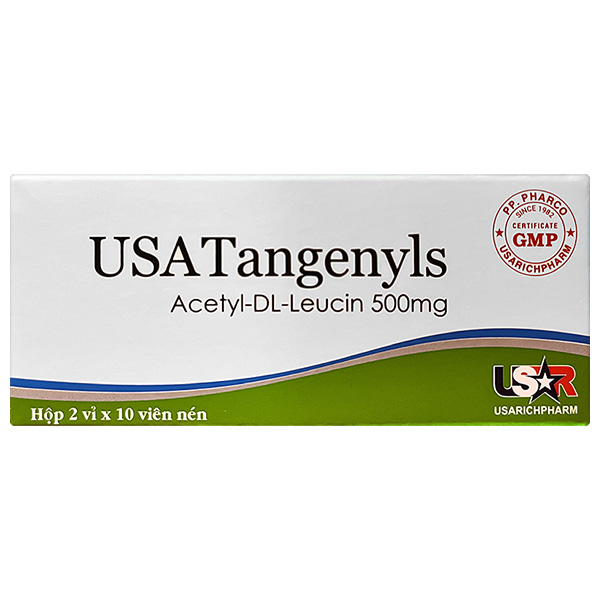 USATangenyls
Acetyl-DL-Leucin 500mg
PP. PHARCO
SINCE 1982
CERTIFICATE
GMP
USARICHPHARM
USR
USARICHPHARM
Hộp 2 vỉ x 10 viên nén